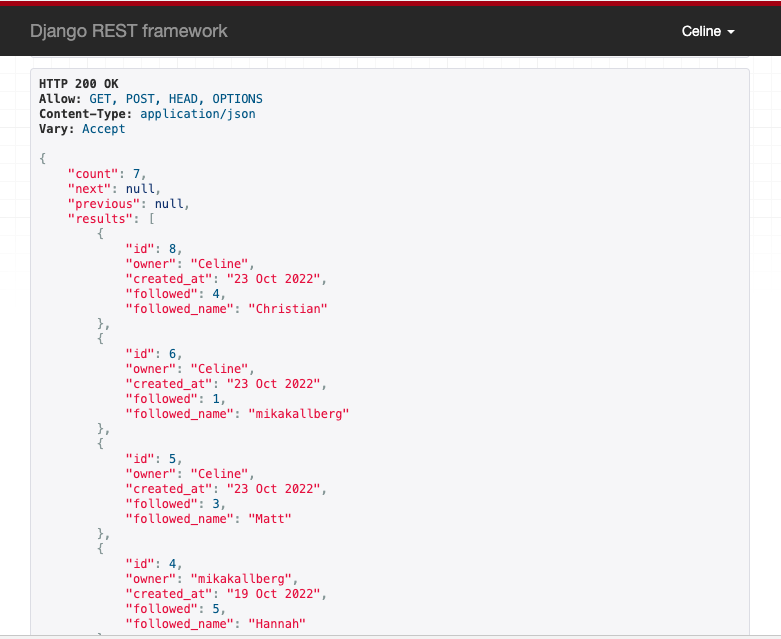 Django REST framework
Celine
HTTP 200 OK
Allow: GET, POST, HEAD, OPTIONS
Content-Type: application/json
Vary: Accept
{
"count": 7,
"next": null,
"previous": null,
"results": [
{
"id": 8,
"owner": "Celine",
"created_at": "23 Oct 2022",
"followed": 4,
"followed_name": "Christian"
},
{
"id": 6,
"owner": "Celine",
"created_at": "23 Oct 2022",
"followed": 1,
"followed_name": "mikakallberg"
},
{
"id": 5,
"owner": "Celine",
"created_at": "23 Oct 2022",
"followed": 3,
"followed_name": "Matt"
},
{
"id": 4,
"owner": "mikakallberg",
"created_at": "19 Oct 2022",
"followed": 5,
"followed_name": "Hannah"